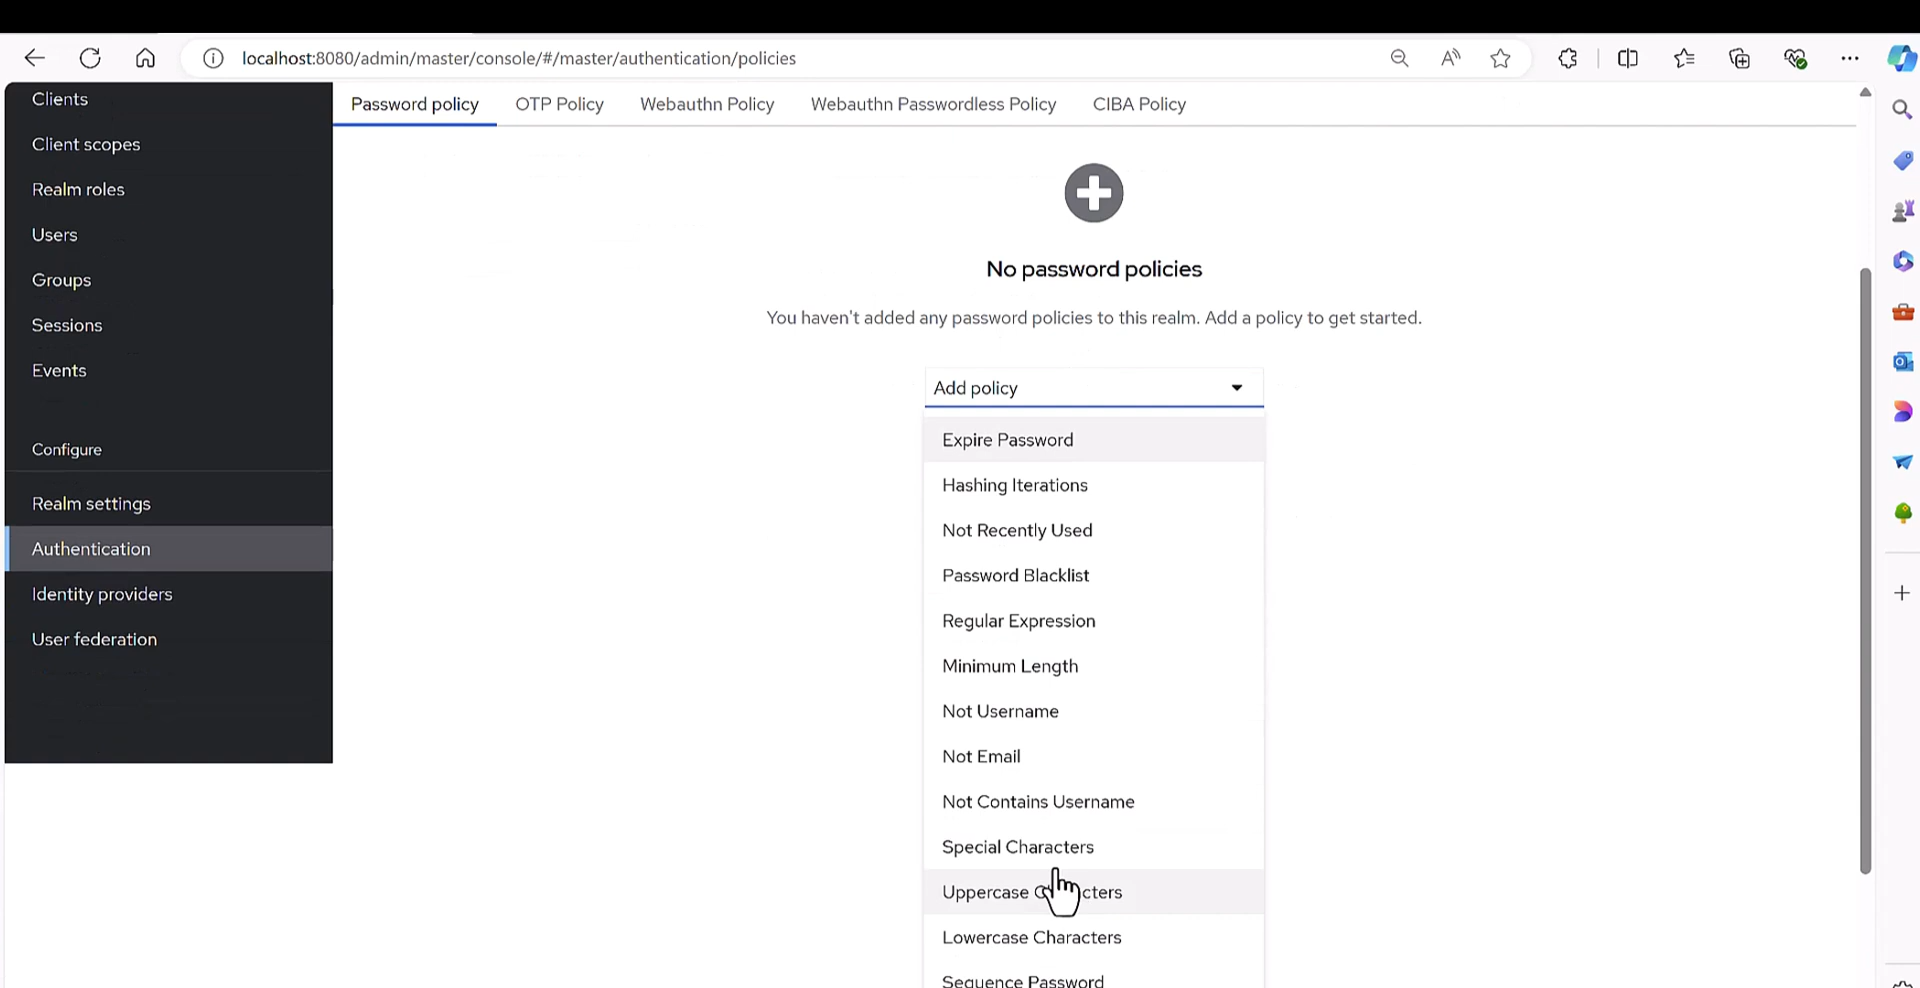 localhost:8080/admin/master/console/#/master/authentication/policies
Clients
Client scopes
Realm roles
Users
Groups
Sessions
Events
Configure
Realm settings
Authentication
Identity providers
User federation
Password policy
OTP Policy
Webauthn Policy
Webauthn Passwordless Policy
CIBA Policy
No password policies
You haven't added any password policies to this realm. Add a policy to get started.
Add policy
Expire Password
Hashing Iterations
Not Recently Used
Password Blacklist
Regular Expression
Minimum Length
Not Username
Not Email
Not Contains Username
Special Characters
Uppercase Characters
Lowercase Characters
Sequence Password